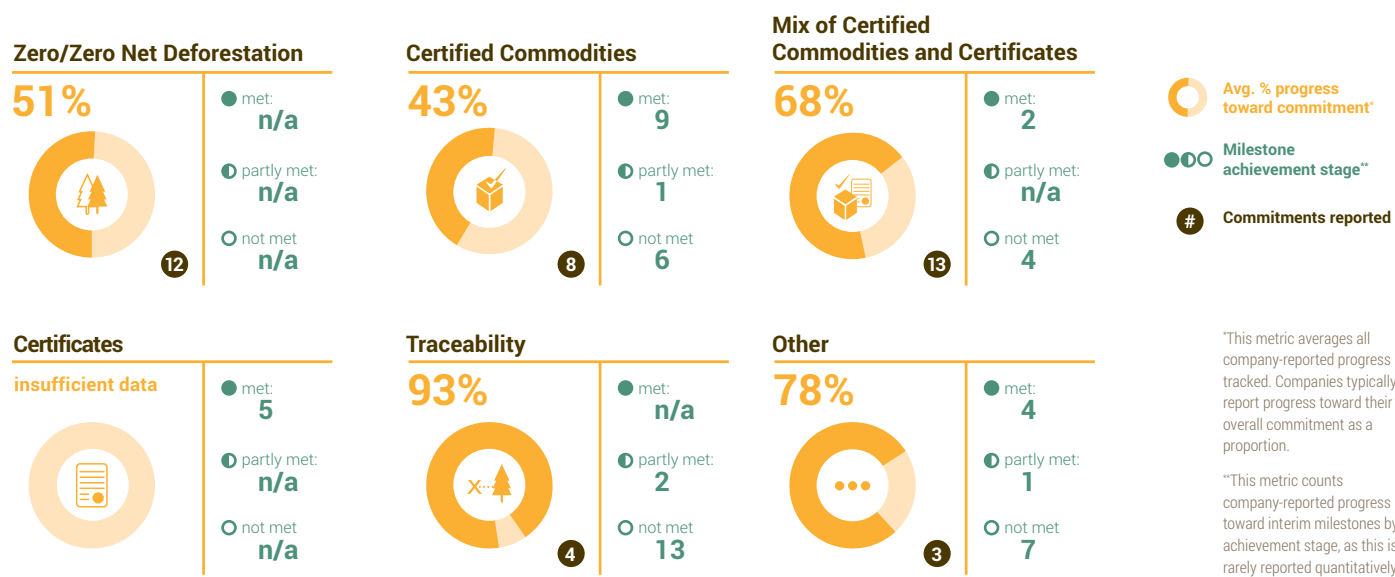 Zero/Zero Net Deforestation
51%
met:
n/a
partly met:
n/a
not met
n/a
12
Certified Commodities
43%
met:
9
partly met:
1
not met
6
8
Mix of Certified
Commodities and Certificates
68%
met:
2
partly met:
n/a
not met
4
13
Avg. % progress
toward commitment*
Milestone
achievement stage**
#
Commitments reported
Certificates
insufficient data
met:
5
partly met:
n/a
not met
n/a
Traceability
93%
met:
n/a
partly met:
2
not met
13
X
4
Other
78%
met:
4
partly met:
1
not met
7
3
*This metric averages all
company-reported progress
tracked. Companies typically
report progress toward their
overall commitment as a
proportion.
**This metric counts
company-reported progress
toward interim milestones by
achievement stage, as this is
rarely reported quantitatively